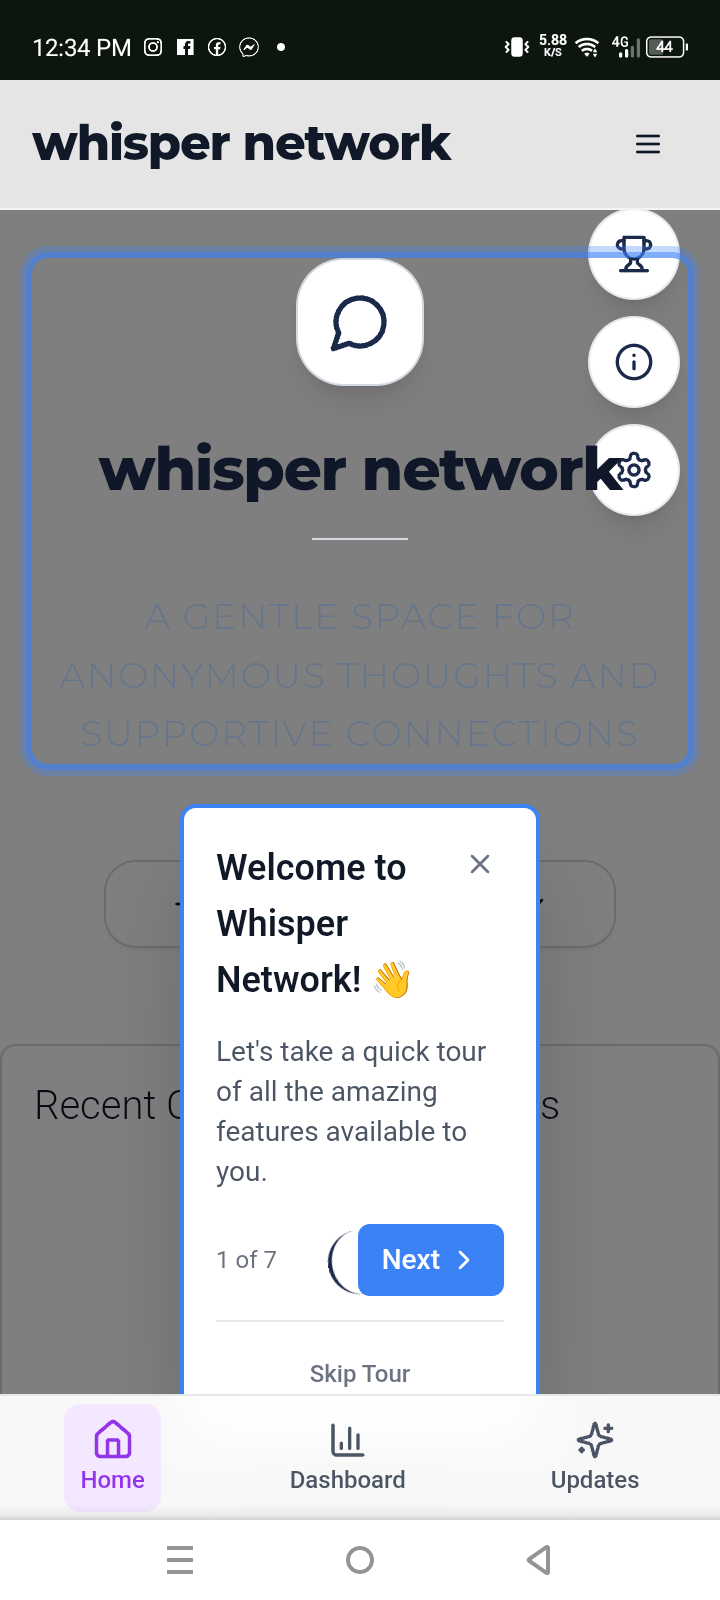 12:34 PM
5.88
K/S
4G
44
whisper network
whisper network
A GENTLE SPACE FOR
ANONYMOUS THOUGHTS AND
SUPPORTIVE CONNECTIONS
Welcome to
Whisper
Network! 👋
Let's take a quick tour
of all the amazing
features available to
you.
Recent
1 of 7
Next
Skip Tour
Home
Dashboard
Updates